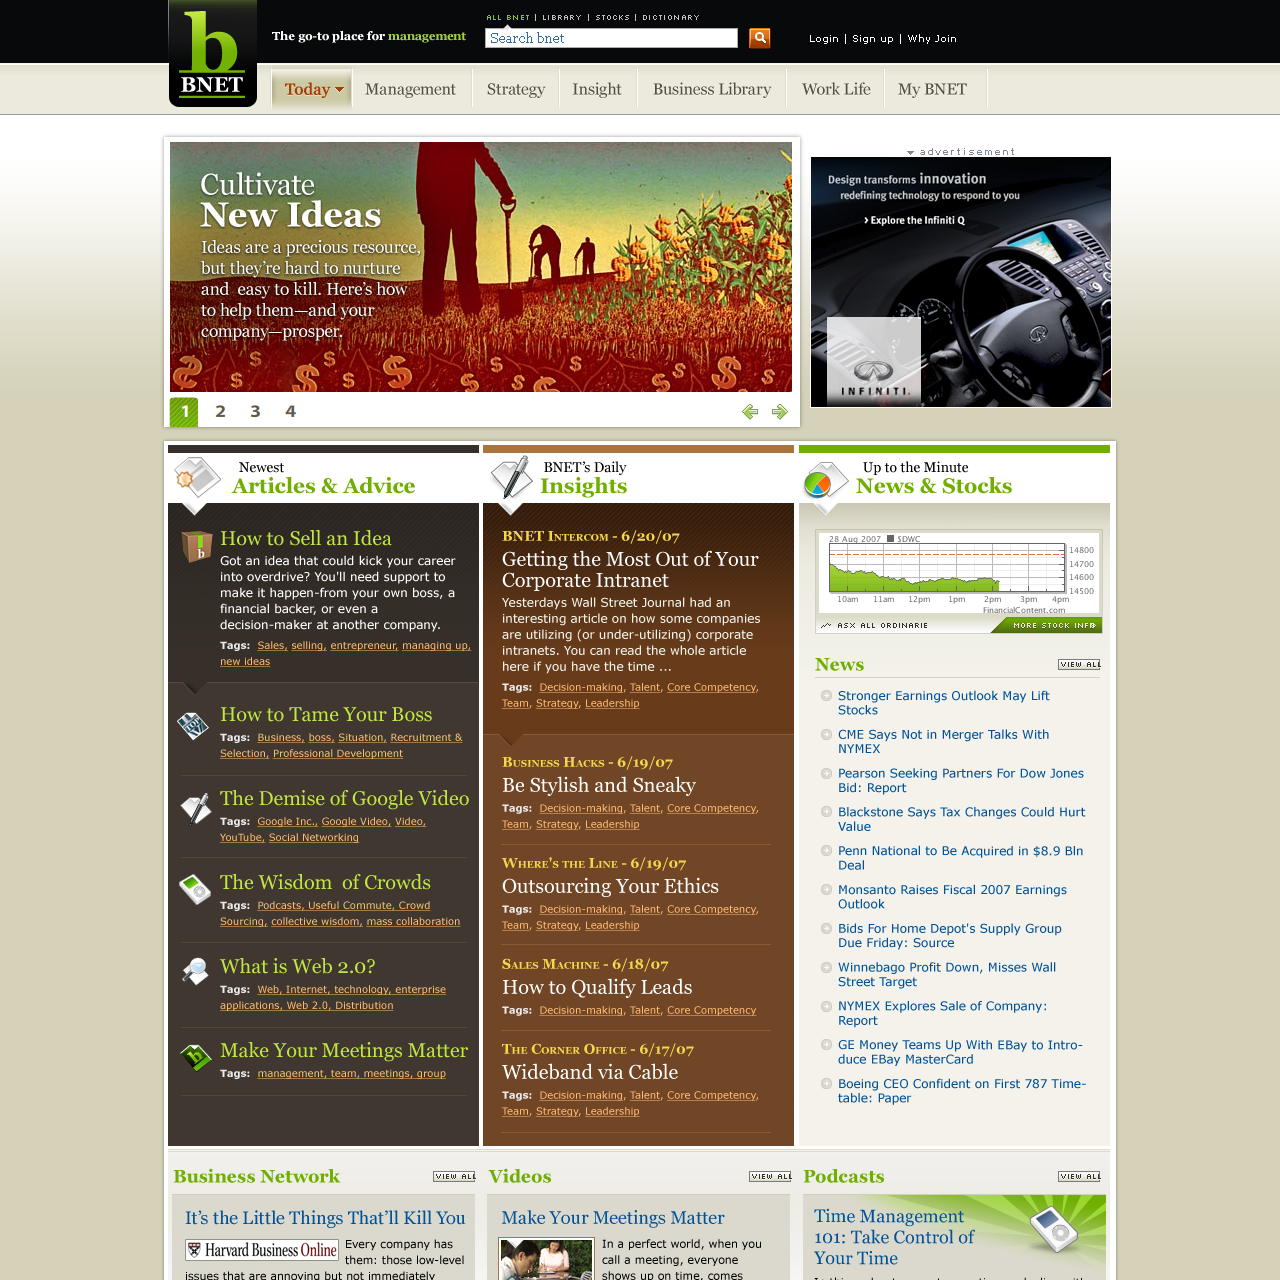 b
BNET
The go-to place for management
ALL BNET | LIBRARY | STOCKS | DICTIONARY
Search bnet
Login | Sign up | Why Join
Today
Management
Strategy
Insight
Business Library
Work Life
My BNET
Cultivate
New Ideas
Ideas are a precious resource,
but they're hard to nurture
and easy to kill. Here's how
to help them—and your
company—prosper.
1 2 3 4
advertisement
Design transforms innovation
redefining technology to respond to you
› Explore the Infiniti Q
INFINITI.
Newest
Articles & Advice
How to Sell an Idea
Got an idea that could kick your career
into overdrive? You'll need support to
make it happen-from your own boss, a
financial backer, or even a
decision-maker at another company.
Tags: Sales, selling, entrepreneur, managing up,
new ideas
How to Tame Your Boss
Tags: Business, boss, Situation, Recruitment &
Selection, Professional Development
The Demise of Google Video
Tags: Google Inc., Google Video, Video,
YouTube, Social Networking
The Wisdom of Crowds
Tags: Podcasts, Useful Commute, Crowd
Sourcing, collective wisdom, mass collaboration
What is Web 2.0?
Tags: Web, Internet, technology, enterprise
applications, Web 2.0, Distribution
Make Your Meetings Matter
Tags: management, team, meetings, group
BNET's Daily
Insights
BNET Intercom - 6/20/07
Getting the Most Out of Your
Corporate Intranet
Yesterdays Wall Street Journal had an
interesting article on how some companies
are utilizing (or under-utilizing) corporate
intranets. You can read the whole article
here if you have the time ...
Tags: Decision-making, Talent, Core Competency,
Team, Strategy, Leadership
Business Hacks - 6/19/07
Be Stylish and Sneaky
Tags: Decision-making, Talent, Core Competency,
Team, Strategy, Leadership
Where's the Line - 6/19/07
Outsourcing Your Ethics
Tags: Decision-making, Talent, Core Competency,
Team, Strategy, Leadership
Sales Machine - 6/18/07
How to Qualify Leads
Tags: Decision-making, Talent, Core Competency
The Corner Office - 6/17/07
Wideband via Cable
Tags: Decision-making, Talent, Core Competency,
Team, Strategy, Leadership
Up to the Minute
News & Stocks
28 Aug 2007 SDWC
14800
14700
14600
14500
10am 11am 12pm 1pm 2pm 3pm 4pm
FinancialContent.com
ASX ALL ORDINARIE
MORE STOCK INFO
News
VIEW ALL
Stronger Earnings Outlook May Lift
Stocks
CME Says Not in Merger Talks With
NYMEX
Pearson Seeking Partners For Dow Jones
Bid: Report
Blackstone Says Tax Changes Could Hurt
Value
Penn National to Be Acquired in $8.9 Bln
Deal
Monsanto Raises Fiscal 2007 Earnings
Outlook
Bids For Home Depot's Supply Group
Due Friday: Source
Winnebago Profit Down, Misses Wall
Street Target
NYMEX Explores Sale of Company:
Report
GE Money Teams Up With EBay to Intro-
duce EBay MasterCard
Boeing CEO Confident on First 787 Time-
table: Paper
Business Network
VIEW ALL
It's the Little Things That'll Kill You
Harvard Business Online
Every company has
them: those low-level
issues that are annoying but not immediately
Videos
VIEW ALL
Make Your Meetings Matter
In a perfect world, when you
call a meeting, everyone
shows up on time, comes
Podcasts
VIEW ALL
Time Management
101: Take Control of
Your Time